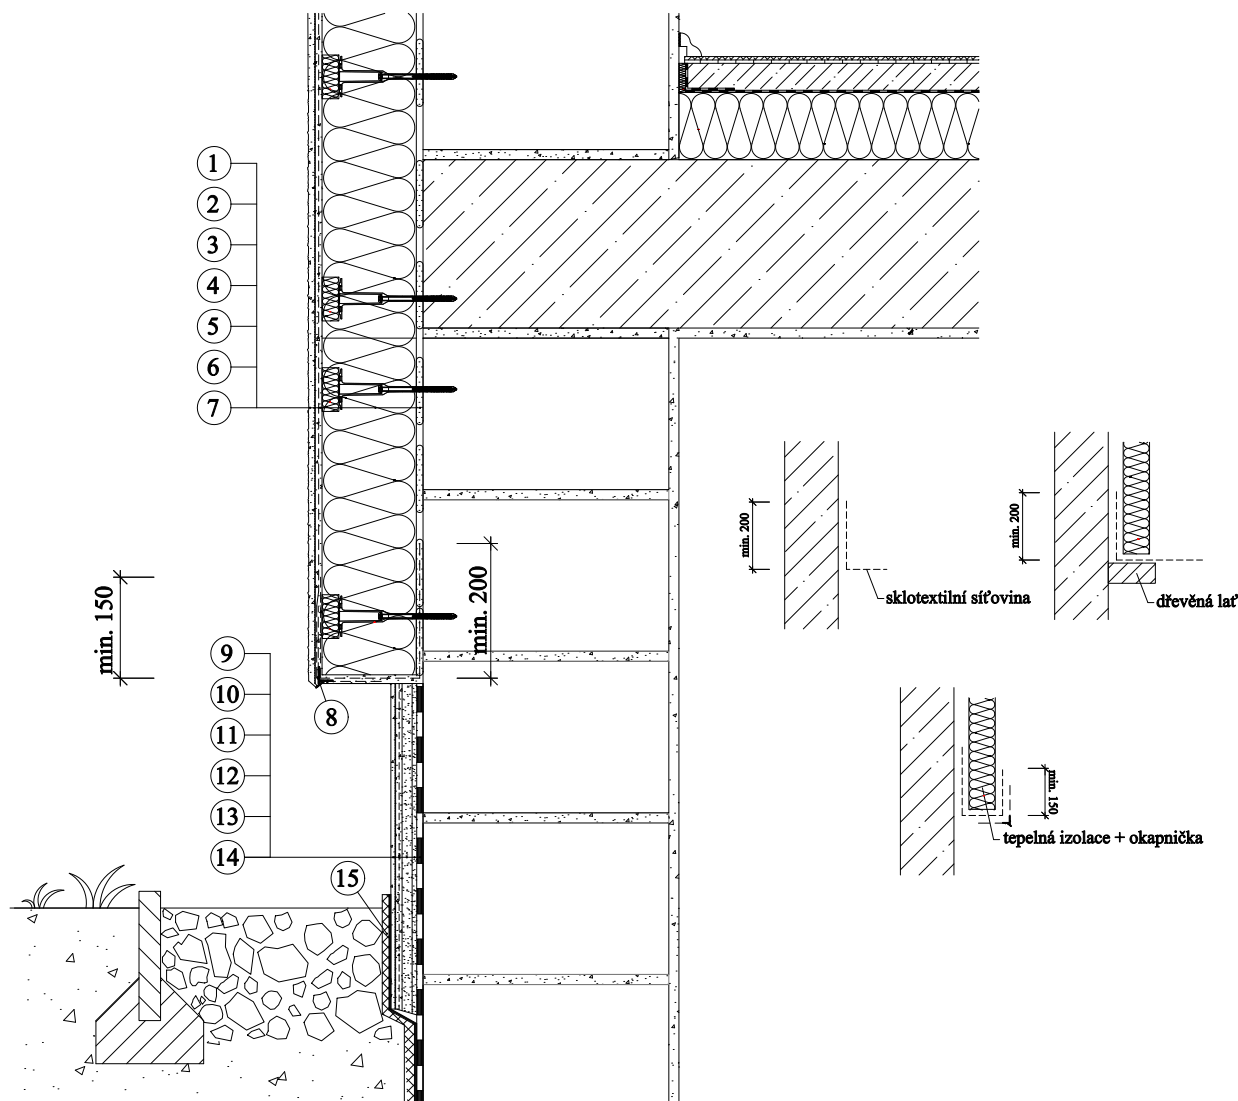 1
2
3
4
5
6
7
min. 150
min. 200
9
10
11
12
13
14
8
15
min. 200
sklotextilní síťovina
min. 200
dřevěná lať
min. 150
tepelná izolace + okapnička